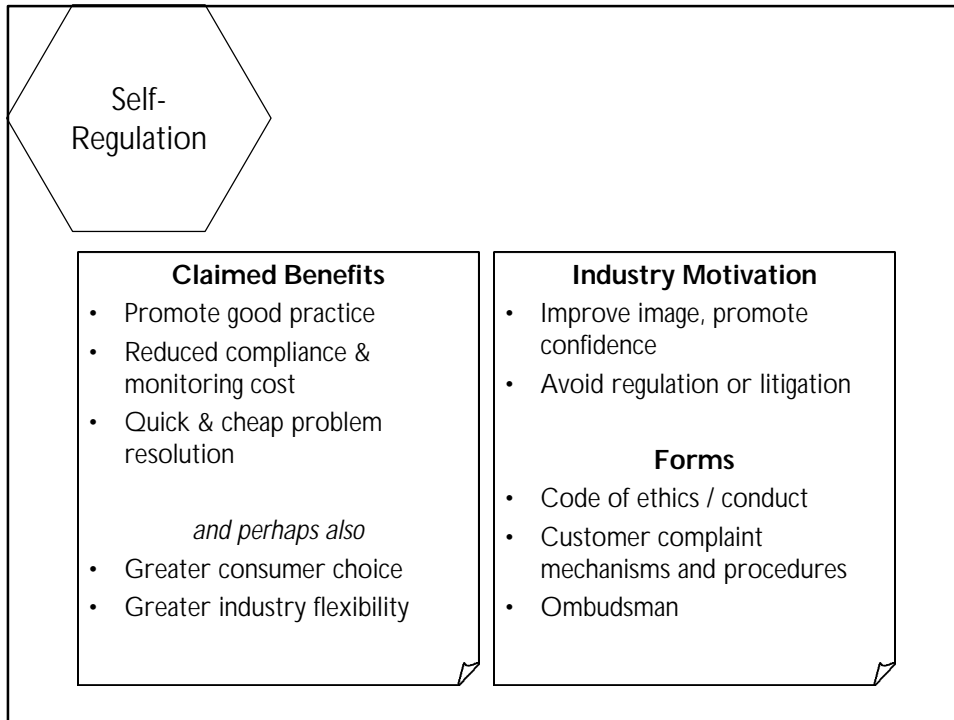 Self-
Regulation
Claimed Benefits
• Promote good practice
• Reduced compliance &
monitoring cost
• Quick & cheap problem
resolution
and perhaps also
• Greater consumer choice
• Greater industry flexibility
Industry Motivation
• Improve image, promote
confidence
• Avoid regulation or litigation
Forms
• Code of ethics / conduct
• Customer complaint
mechanisms and procedures
• Ombudsman